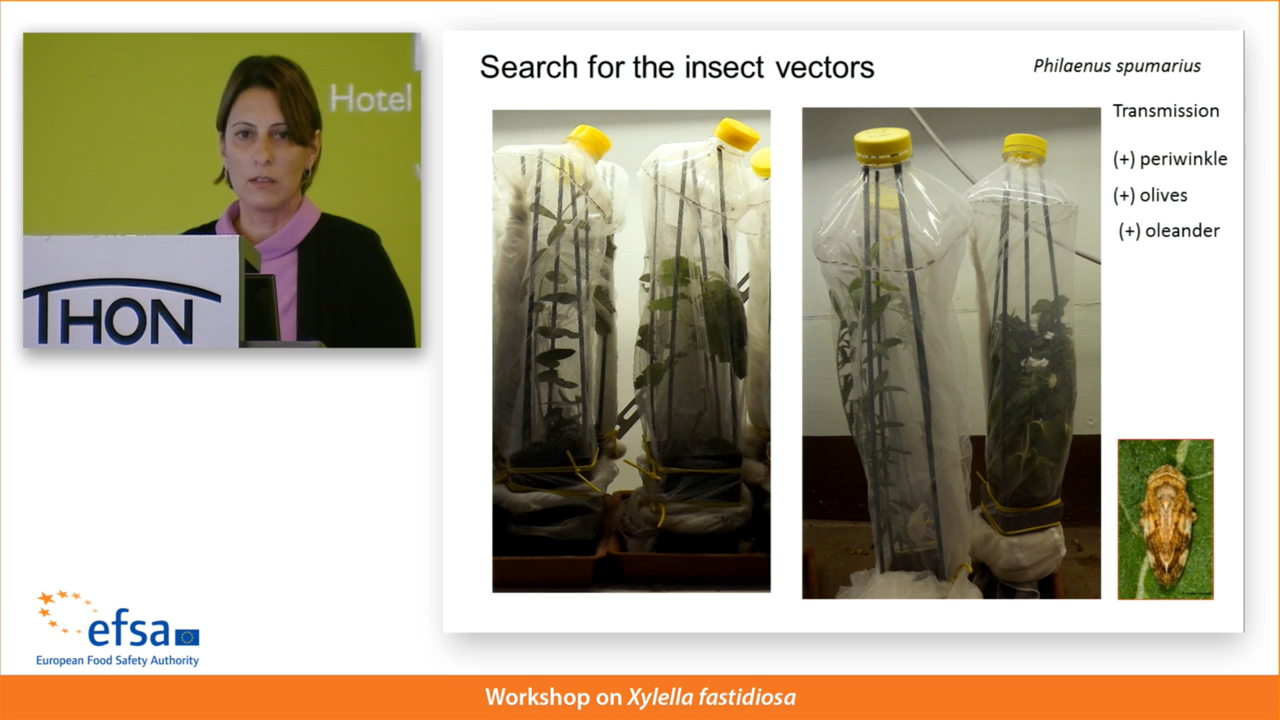 Hotel
THON
Search for the insect vectors
Philaenus spumarius
Transmission
(+) periwinkle
(+) olives
(+) oleander
efsa
European Food Safety Authority
Workshop on Xylella fastidiosa